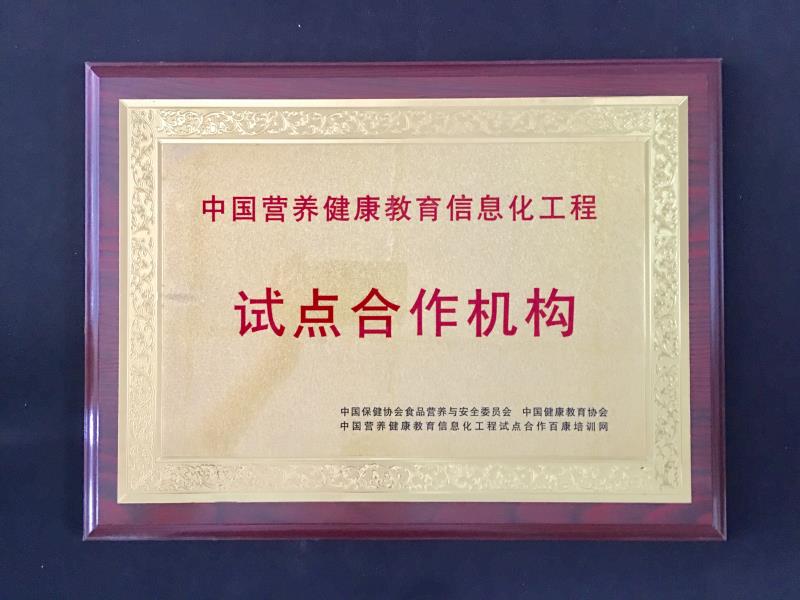 中国营养健康教育信息化工程
试点合作机构
中国保健协会食品营养与安全委员会 中国健康教育协会
中国营养健康教育信息化工程试点合作百康培训网